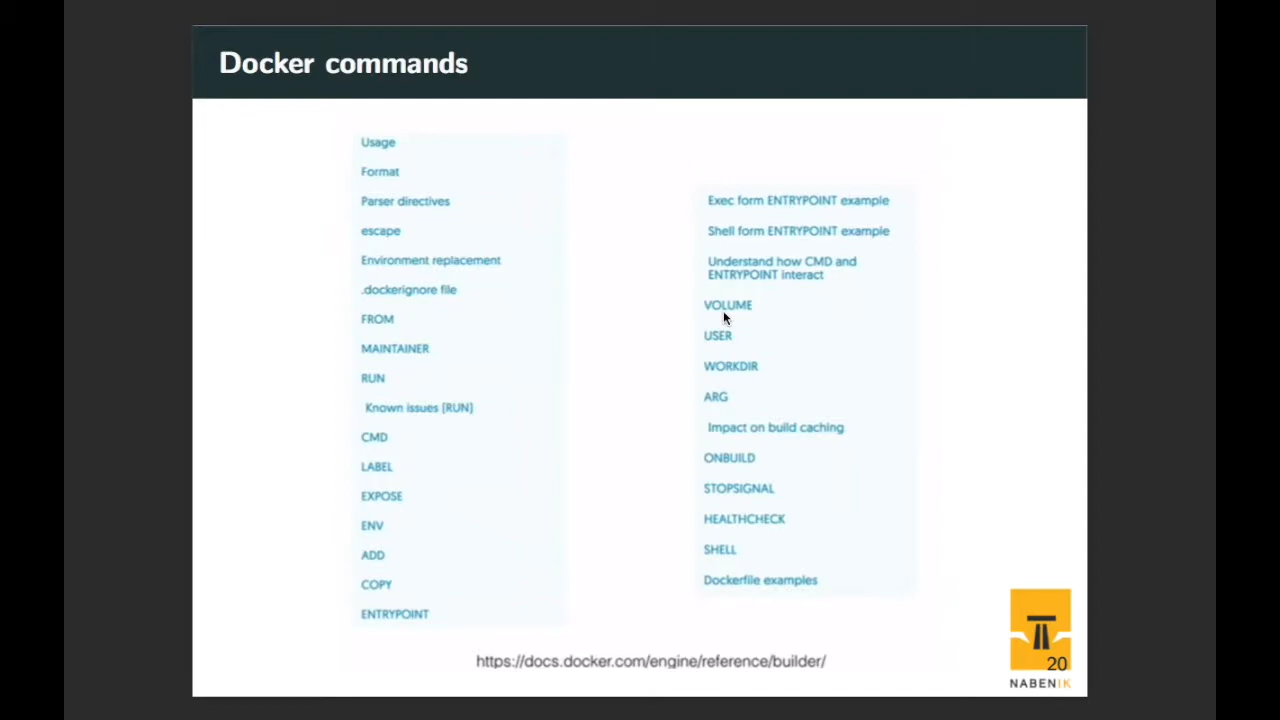 Docker commands
Usage
Format
Parser directives
escape
Environment replacement
.dockerignore file
FROM
MAINTAINER
RUN
Known issues (RUN)
CMD
LABEL
EXPOSE
ENV
ADD
COPY
ENTRYPOINT
Exec form ENTRYPOINT example
Shell form ENTRYPOINT example
Understand how CMD and
ENTRYPOINT interact
VOLUME
USER
WORKDIR
ARG
Impact on build caching
ONBUILD
STOPSIGNAL
HEALTHCHECK
SHELL
Dockerfile examples
https://docs.docker.com/engine/reference/builder/
20
NABENIK